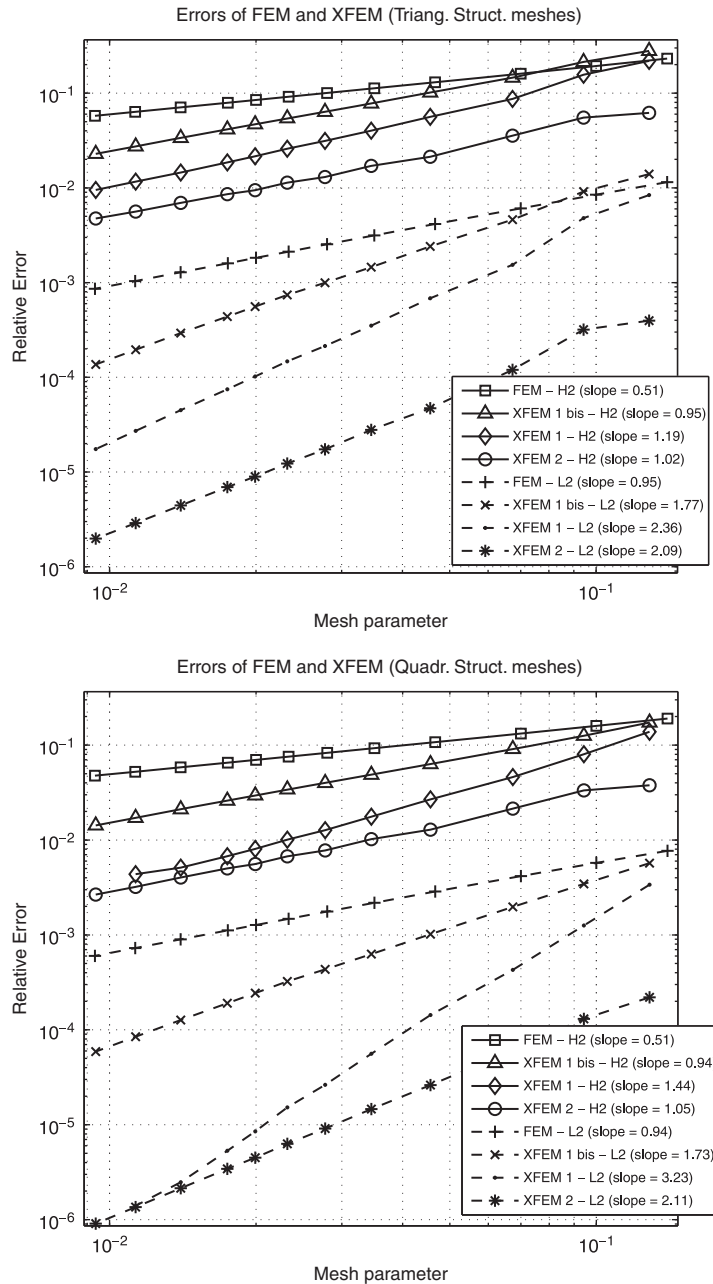 Errors of FEM and XFEM (Triang. Struct. meshes)
10⁻¹
10⁻²
10⁻³
10⁻⁴
10⁻⁵
10⁻⁶
Relative Error
FEM – H2 (slope = 0.51)
XFEM 1 bis – H2 (slope = 0.95)
XFEM 1 – H2 (slope = 1.19)
XFEM 2 – H2 (slope = 1.02)
FEM – L2 (slope = 0.95)
XFEM 1 bis – L2 (slope = 1.77)
XFEM 1 – L2 (slope = 2.36)
XFEM 2 – L2 (slope = 2.09)
10⁻² 10⁻¹
Mesh parameter
Errors of FEM and XFEM (Quadr. Struct. meshes)
10⁻¹
10⁻²
10⁻³
10⁻⁴
10⁻⁵
10⁻⁶
Relative Error
FEM – H2 (slope = 0.51)
XFEM 1 bis – H2 (slope = 0.94
XFEM 1 – H2 (slope = 1.44)
XFEM 2 – H2 (slope = 1.05)
FEM – L2 (slope = 0.94)
XFEM 1 bis – L2 (slope = 1.73)
XFEM 1 – L2 (slope = 3.23)
XFEM 2 – L2 (slope = 2.11)
10⁻² 10⁻¹
Mesh parameter